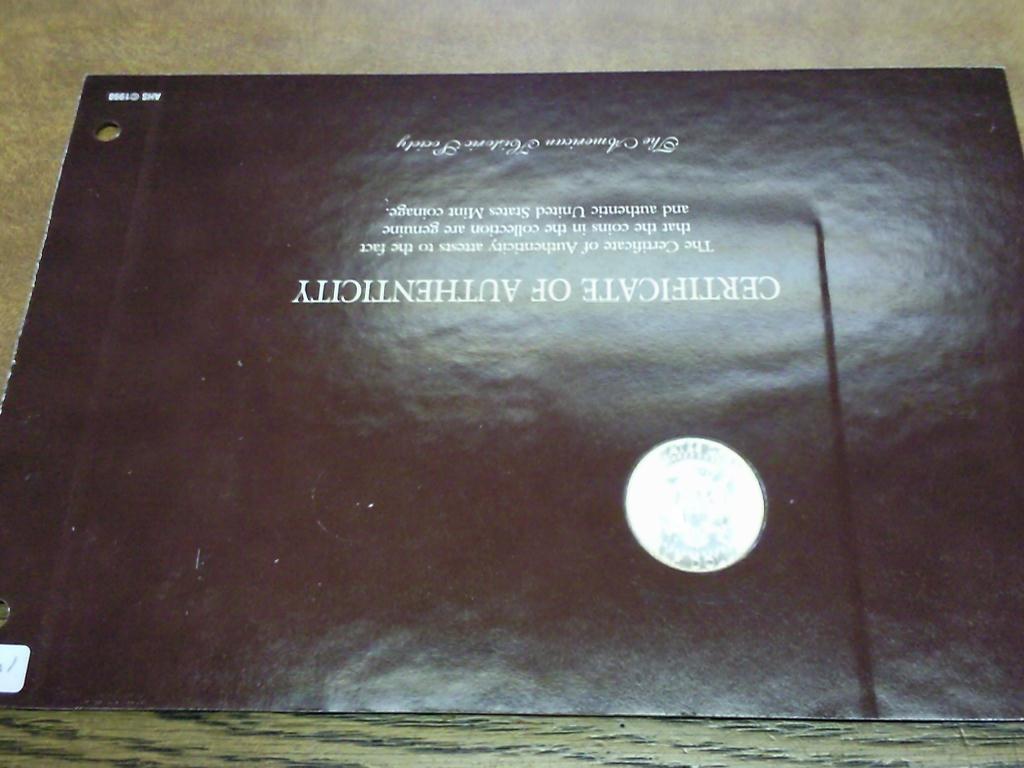 CERTIFICATE OF AUTHENTICITY
The Certificate of Authenticity attests to the fact
that the coins in the collection are genuine
and authentic United States Mint coinage.
The American Historic Society
AHS ©1990